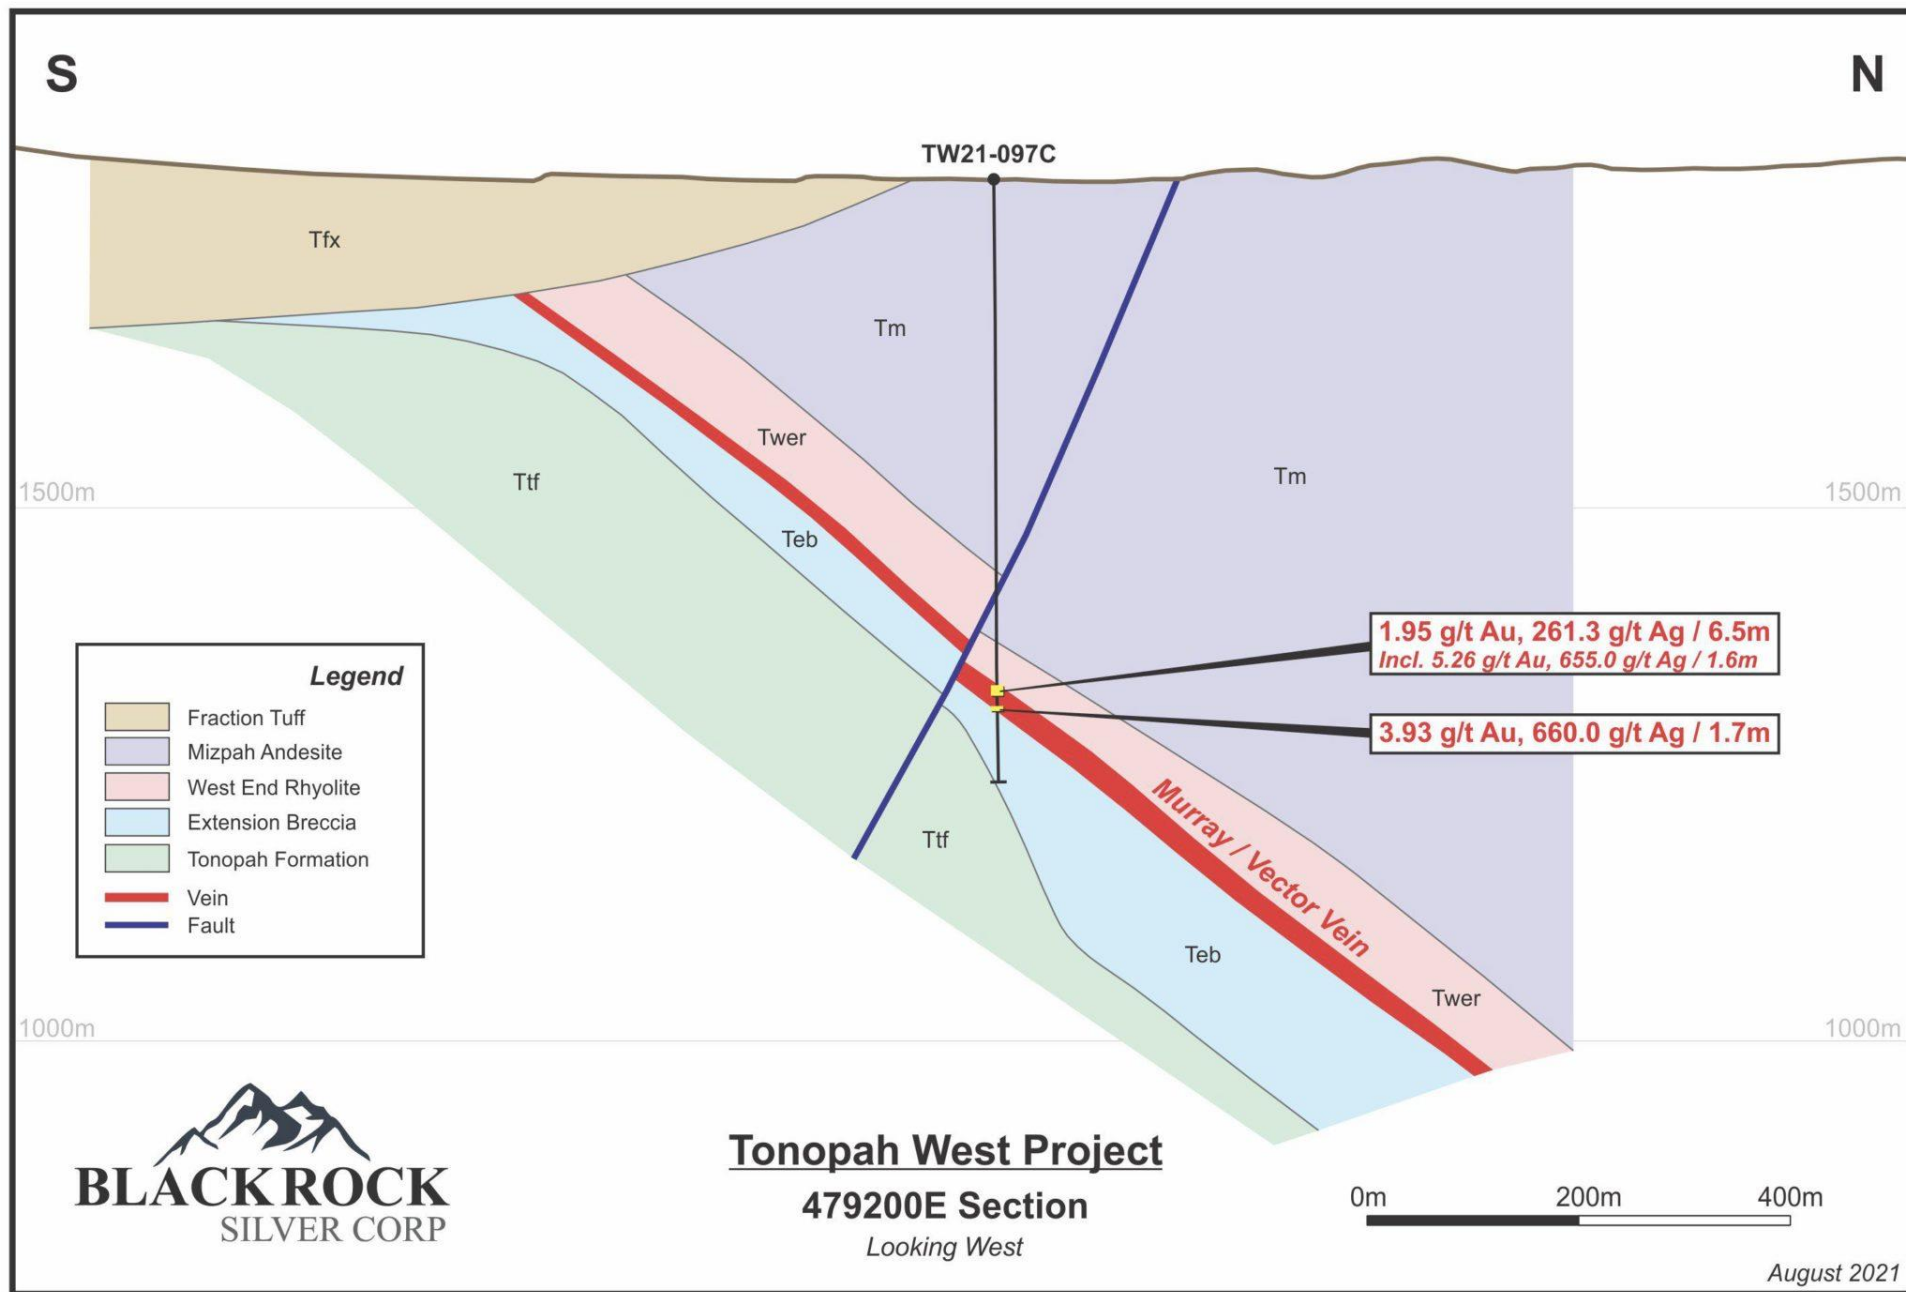 S
N
TW21-097C
Tfx
Tm
Twer
Tm
Ttf
1500m
1500m
Teb
1.95 g/t Au, 261.3 g/t Ag / 6.5m
Incl. 5.26 g/t Au, 655.0 g/t Ag / 1.6m
3.93 g/t Au, 660.0 g/t Ag / 1.7m
Legend
Fraction Tuff
Mizpah Andesite
West End Rhyolite
Extension Breccia
Tonopah Formation
Vein
Fault
Ttf
Murray / Vector Vein
Teb
Twer
1000m
1000m
BLACK ROCK
SILVER CORP
Tonopah West Project
479200E Section
Looking West
0m 200m 400m
August 2021